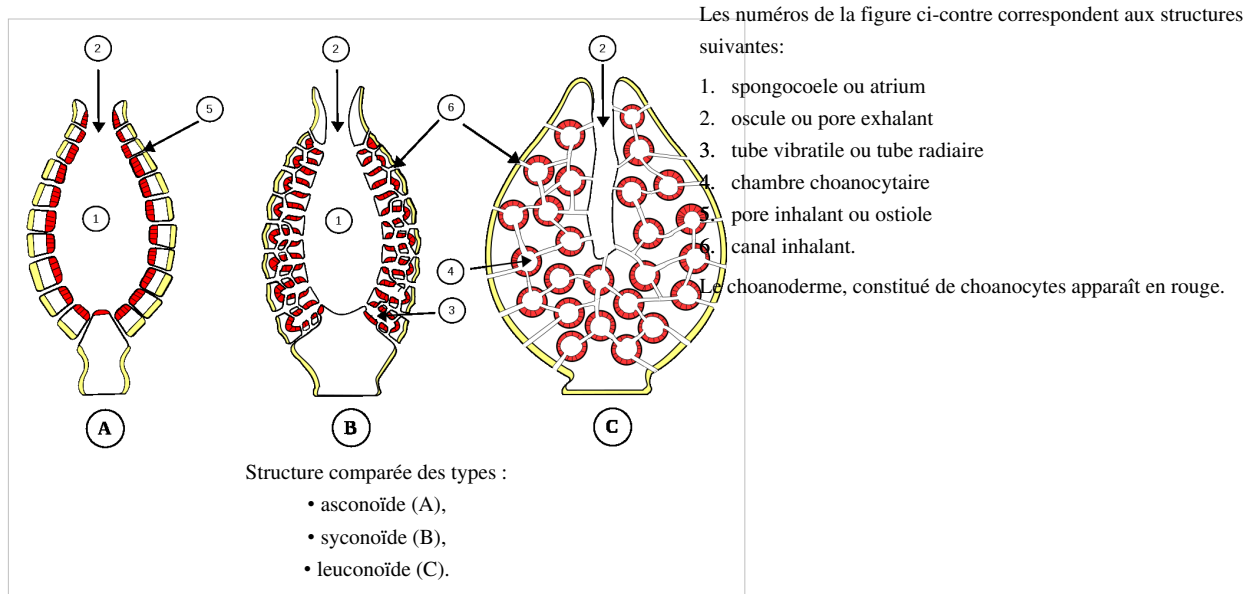 Les numéros de la figure ci-contre correspondent aux structures
suivantes:
1. spongocoele ou atrium
2. oscule ou pore exhalant
3. tube vibratile ou tube radiaire
4. chambre choanocytaire
5. pore inhalant ou ostiole
6. canal inhalant.
Le choanoderme, constitué de choanocytes apparaît en rouge.
2
2
2
5
6
1
1
4
3
A
B
C
Structure comparée des types :
• asconoïde (A),
• syconoïde (B),
• leuconoïde (C).